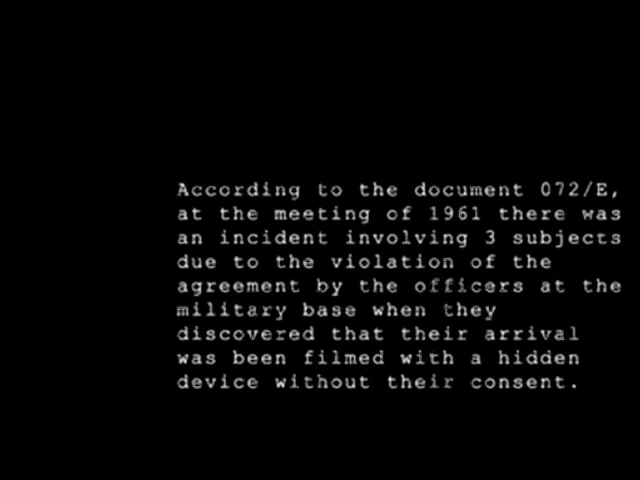 According to the document 072/E,
at the meeting of 1961 there was
an incident involving 3 subjects
due to the violation of the
agreement by the officers at the
military base when they
discovered that their arrival
was been filmed with a hidden
device without their consent.